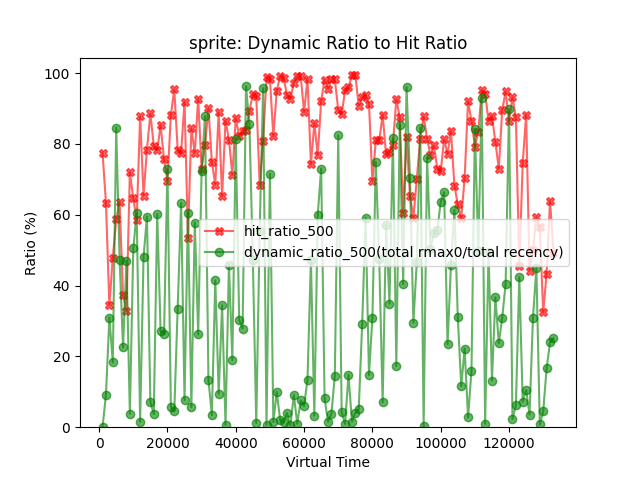 sprite: Dynamic Ratio to Hit Ratio
Ratio (%)
100
80
60
40
20
0
hit_ratio_500
dynamic_ratio_500(total rmax0/total recency)
0
20000
40000
60000
80000
100000
120000
Virtual Time